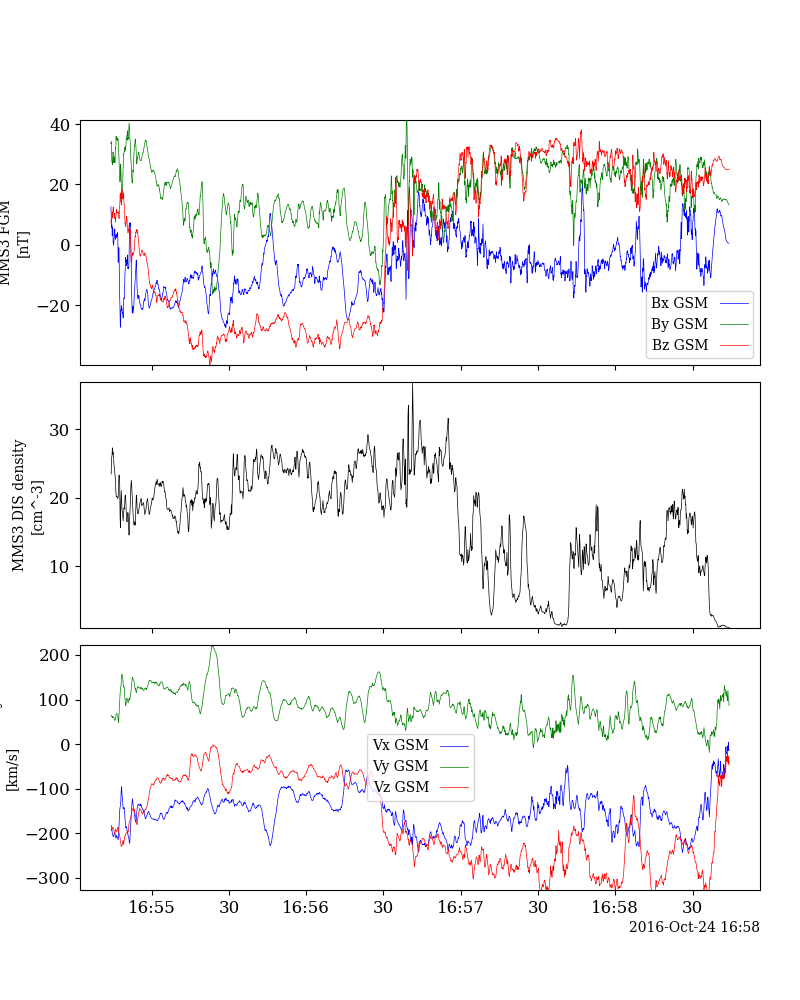 40
20
0
−20
MMS3 FGM
[nT]
Bx GSM
By GSM
Bz GSM
30
20
10
MMS3 DIS density
[cm^-3]
200
100
0
−100
−200
−300
[km/s]
Vx GSM
Vy GSM
Vz GSM
16:55 30 16:56 30 16:57 30 16:58 30
2016-Oct-24 16:58